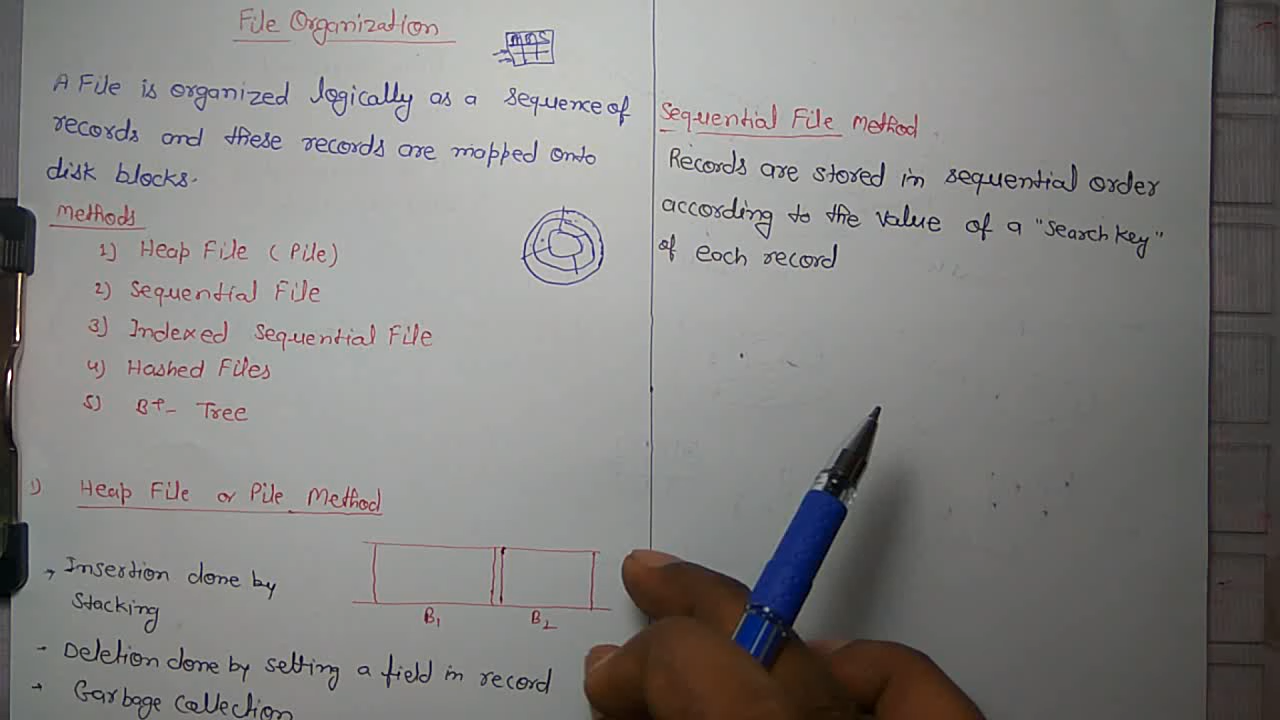 File Organization
A File is organized logically as a sequence of
records and these records are mapped onto
disk blocks.
Methods
1) Heap File (Pile)
2) Sequential File
3) Indexed Sequential File
4) Hashed Files
5) B+- Tree
1) Heap File or Pile Method
Insertion done by
Stacking
B1 B2
- Deletion done by setting a field in record
Garbage Collection
Sequential File Method
Records are stored in sequential order
according to the value of a "Search Key"
of each record